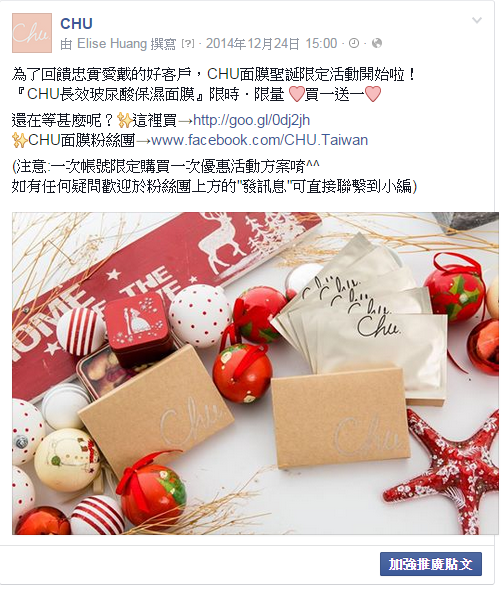 CHU
由 Elise Huang 撰寫 [?] · 2014年12月24日 15:00 ·
為了回饋忠實愛戴的好客戶，CHU面膜聖誕限定活動開始啦！
『CHU長效玻尿酸保濕面膜』限時．限量 💗買一送一💗
還在等甚麼呢？✨這裡買→http://goo.gl/0dj2jh
✨CHU面膜粉絲團→www.facebook.com/CHU.Taiwan
(注意:一次帳號限定購買一次優惠活動方案唷^^
如有任何疑問歡迎於粉絲團上方的"發訊息"可直接聯繫到小編)
HOME FOR THE
Chu
Chu
Chu
加強推廣貼文